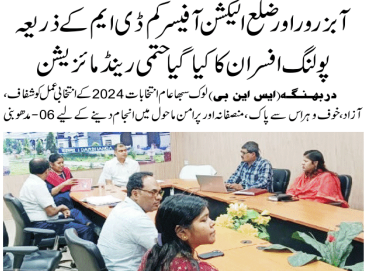 آبزرور اور ضلع الیکشن آفیسر کم ڈی ایم کے ذریعہ
پولنگ افسران کا کیا گیا حتمی رینڈمائزیشن
دربھنگہ (ایس این بی) لوک سبھا عام انتخابات 2024 کے انتخابی عمل کو شفاف،
آزاد، خوف و ہراس سے پاک، منصفانہ اور پرامن ماحول میں انجام دینے کے لیے 06-مدھوبنی